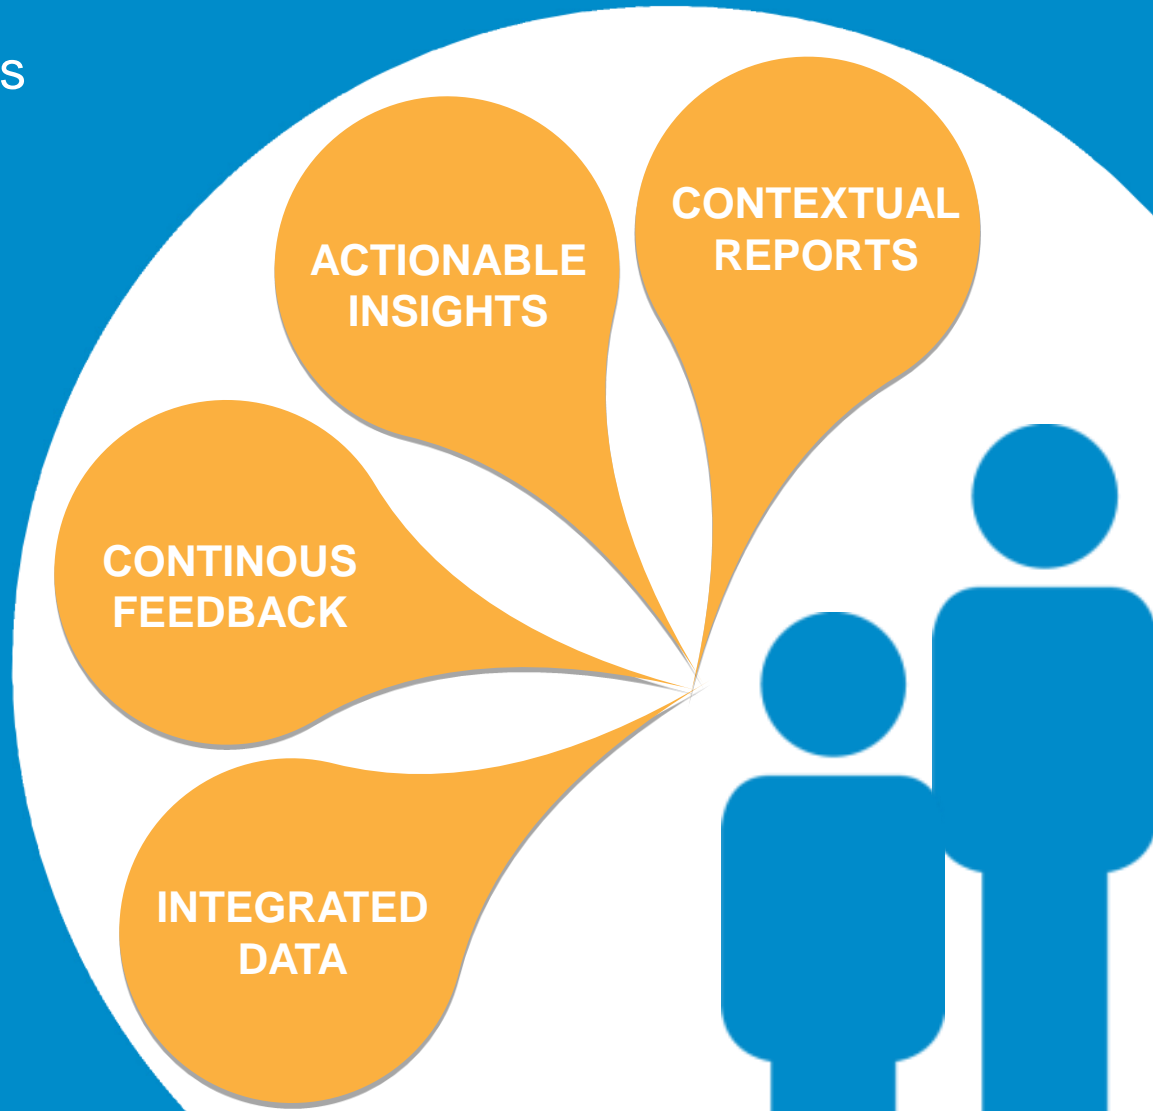 s
CONTEXTUAL
REPORTS
ACTIONABLE
INSIGHTS
CONTINOUS
FEEDBACK
INTEGRATED
DATA